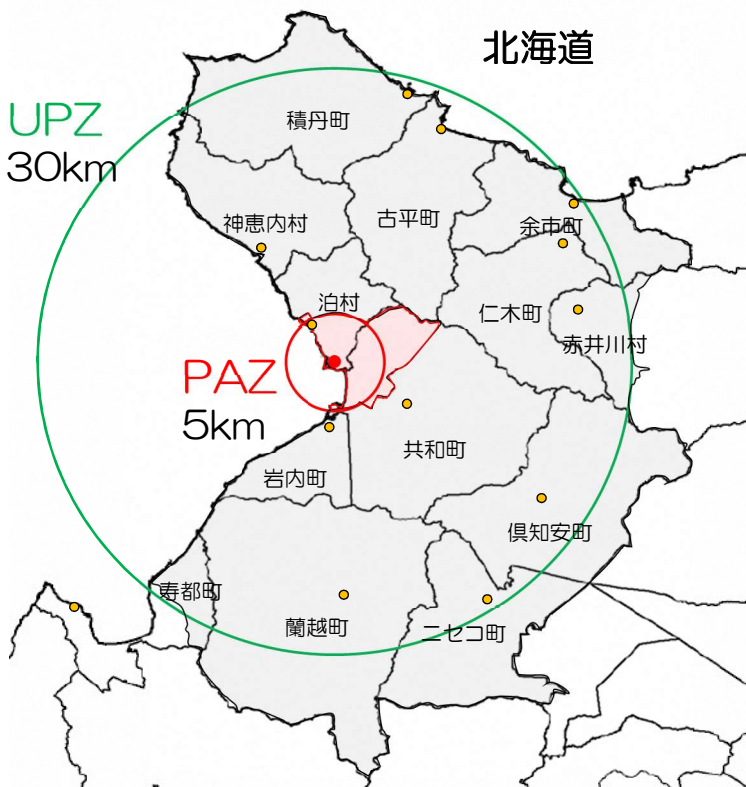 北海道
UPZ
30km
積丹町
神恵内村
古平町
余市町
泊村
仁木町
赤井川村
PAZ
5km
共和町
岩内町
倶知安町
寿都町
蘭越町
ニセコ町